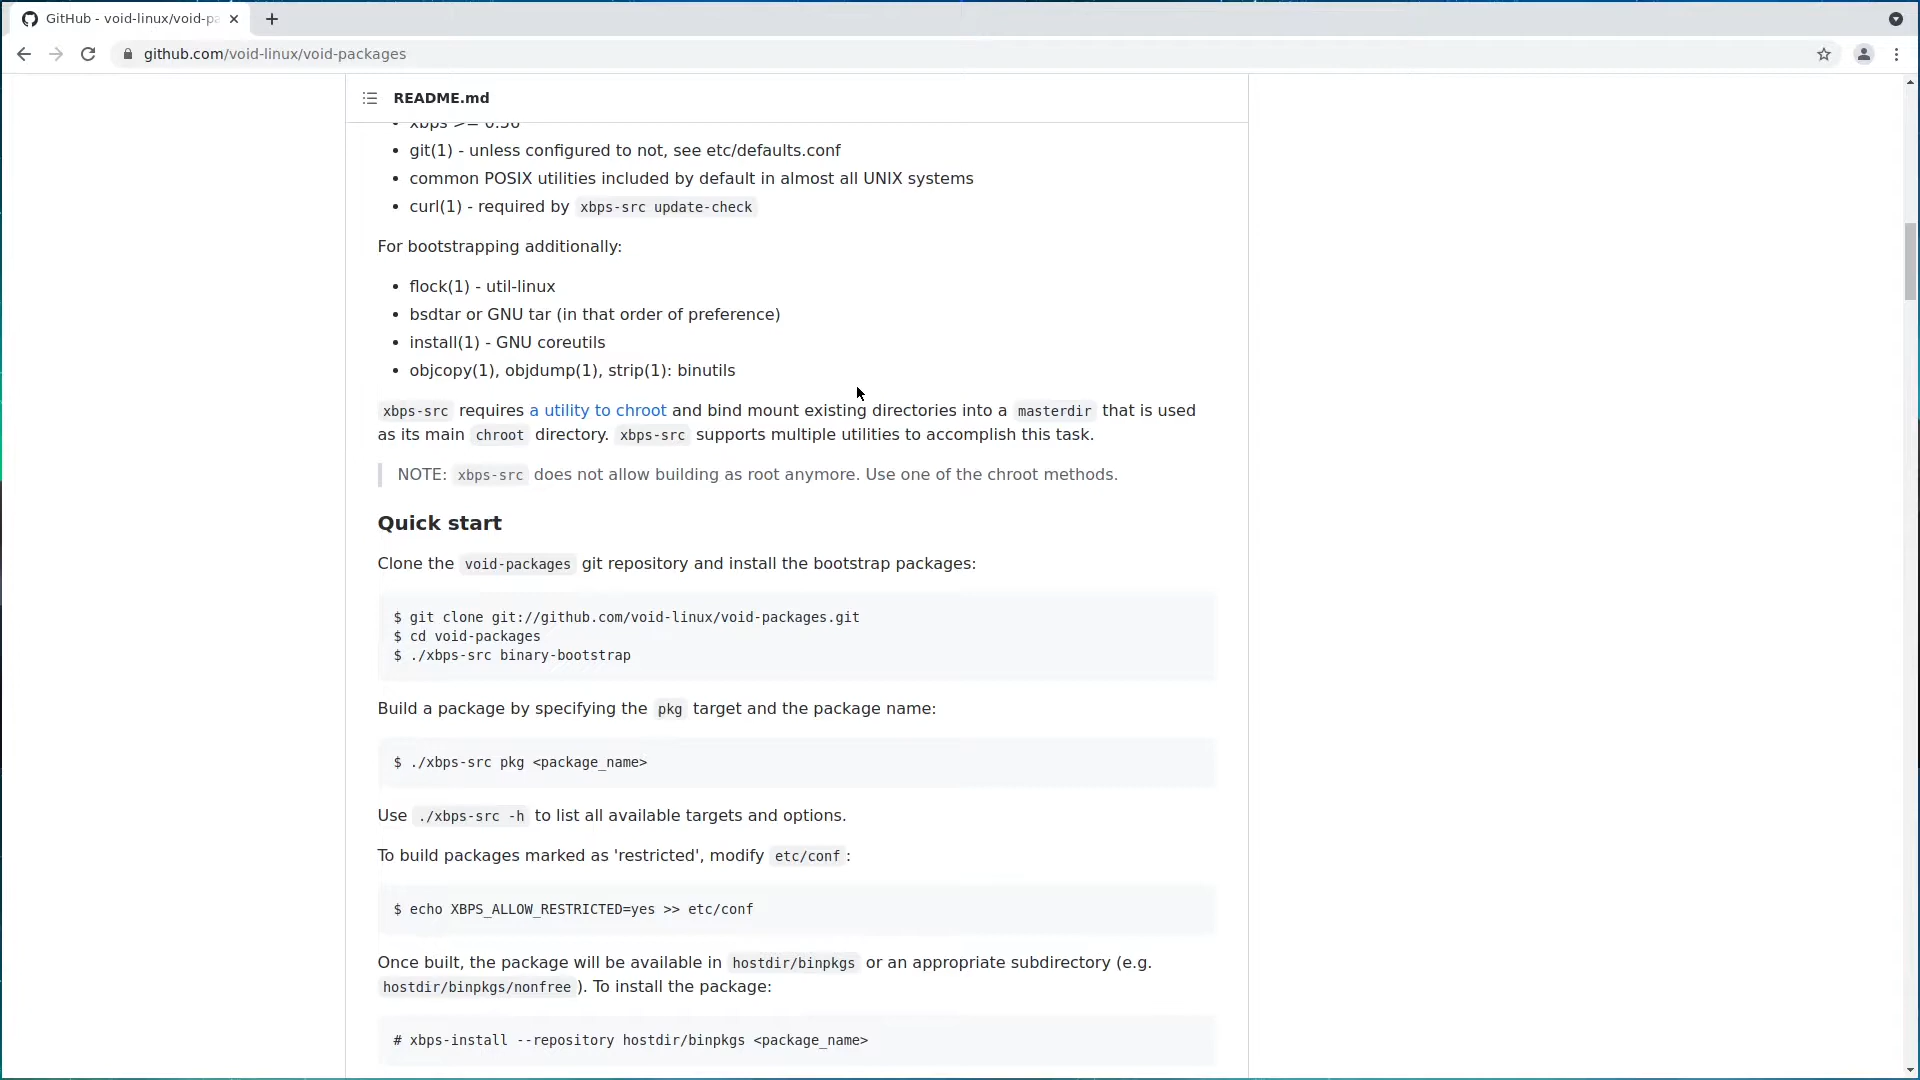 GitHub - void-linux/void-pa
github.com/void-linux/void-packages
README.md
xbps >= 0.56
git(1) - unless configured to not, see etc/defaults.conf
common POSIX utilities included by default in almost all UNIX systems
curl(1) - required by xbps-src update-check
For bootstrapping additionally:
flock(1) - util-linux
bsdtar or GNU tar (in that order of preference)
install(1) - GNU coreutils
objcopy(1), objdump(1), strip(1): binutils
xbps-src requires a utility to chroot and bind mount existing directories into a masterdir that is used
as its main chroot directory. xbps-src supports multiple utilities to accomplish this task.
NOTE: xbps-src does not allow building as root anymore. Use one of the chroot methods.
Quick start
Clone the void-packages git repository and install the bootstrap packages:
$ git clone git://github.com/void-linux/void-packages.git
$ cd void-packages
$ ./xbps-src binary-bootstrap
Build a package by specifying the pkg target and the package name:
$ ./xbps-src pkg <package_name>
Use ./xbps-src -h to list all available targets and options.
To build packages marked as 'restricted', modify etc/conf:
$ echo XBPS_ALLOW_RESTRICTED=yes >> etc/conf
Once built, the package will be available in hostdir/binpkgs or an appropriate subdirectory (e.g.
hostdir/binpkgs/nonfree). To install the package:
# xbps-install --repository hostdir/binpkgs <package_name>